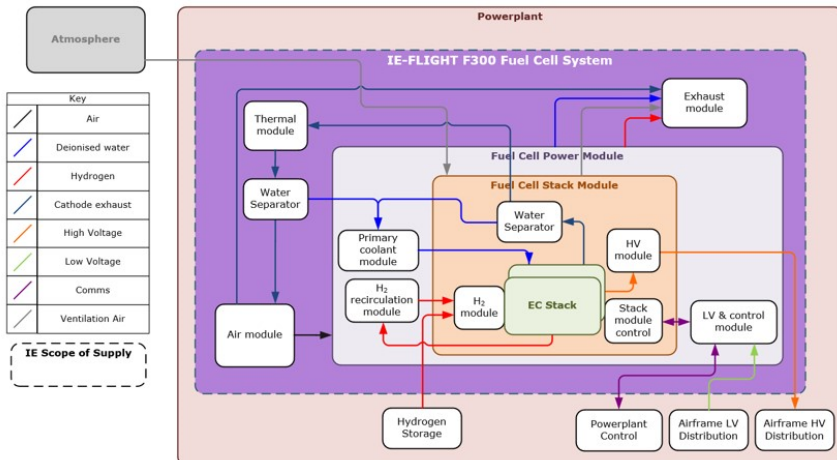 Powerplant
Atmosphere
IE-FLIGHT F300 Fuel Cell System
Key
Air
Deionised water
Hydrogen
Cathode exhaust
High Voltage
Low Voltage
Comms
Ventilation Air
IE Scope of Supply
Exhaust
module
Thermal
module
Fuel Cell Power Module
Fuel Cell Stack Module
Water
Separator
Water
Separator
Primary
coolant
module
HV
module
H2
recirculation
module
H2
module
EC Stack
Stack
module
control
LV & control
module
Air module
Hydrogen
Storage
Powerplant
Control
Airframe LV
Distribution
Airframe HV
Distribution